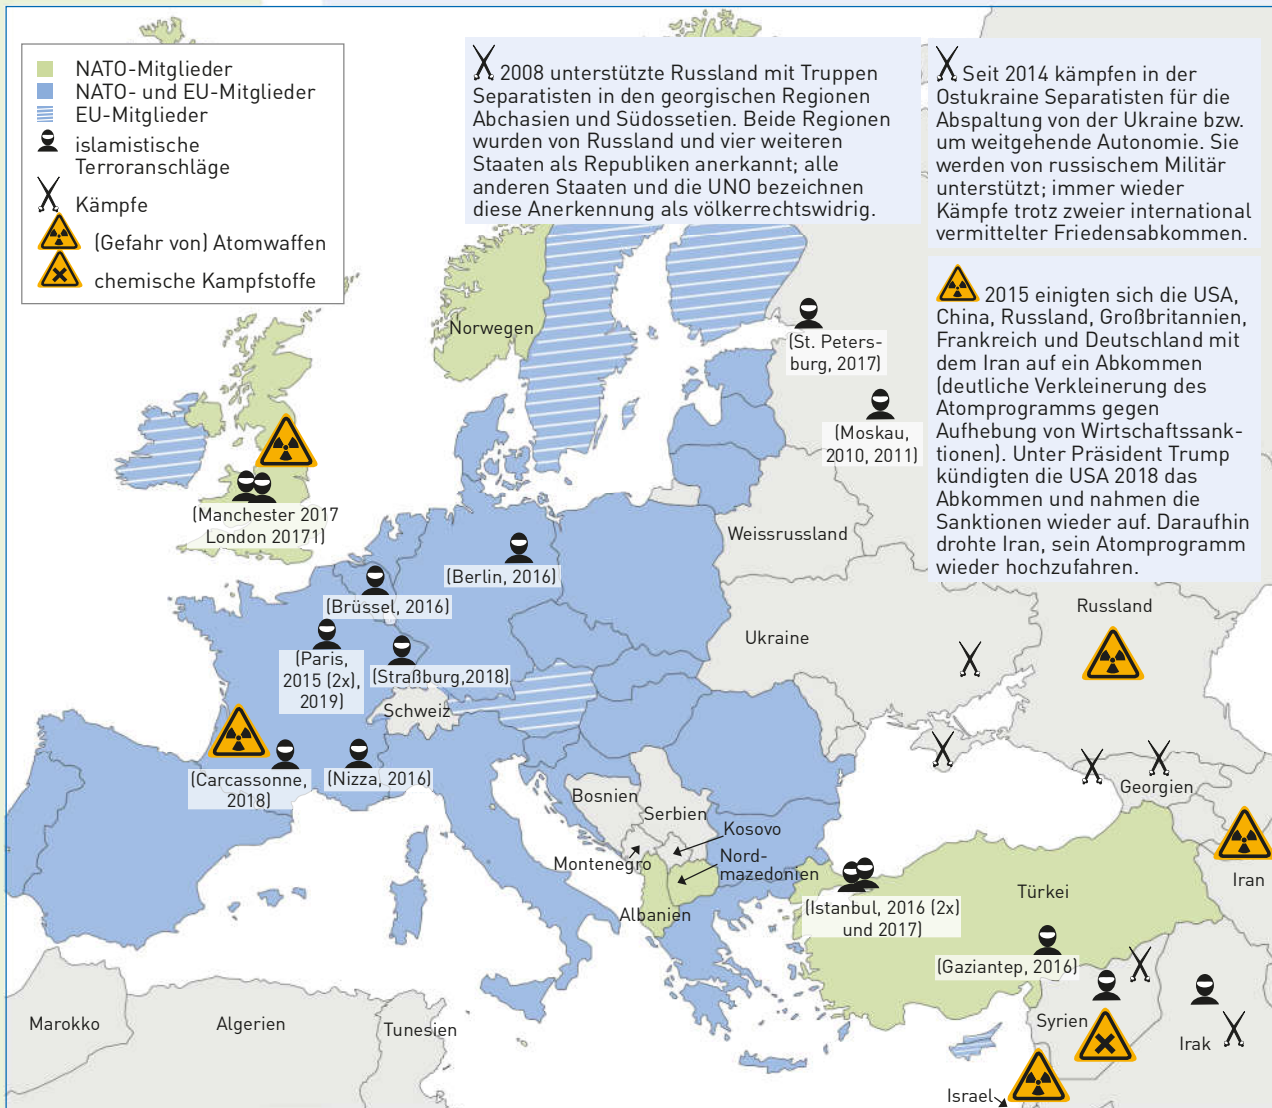 NATO-Mitglieder
NATO- und EU-Mitglieder
EU-Mitglieder
islamistische
Terroranschläge
Kämpfe
(Gefahr von) Atomwaffen
chemische Kampfstoffe
2008 unterstützte Russland mit Truppen
Separatisten in den georgischen Regionen
Abchasien und Südossetien. Beide Regionen
wurden von Russland und vier weiteren
Staaten als Republiken anerkannt; alle
anderen Staaten und die UNO bezeichnen
diese Anerkennung als völkerrechtswidrig.
Seit 2014 kämpfen in der
Ostukraine Separatisten für die
Abspaltung von der Ukraine bzw.
um weitgehende Autonomie. Sie
werden von russischem Militär
unterstützt; immer wieder
Kämpfe trotz zweier international
vermittelter Friedensabkommen.
2015 einigten sich die USA,
China, Russland, Großbritannien,
Frankreich und Deutschland mit
dem Iran auf ein Abkommen
(deutliche Verkleinerung des
Atomprogramms gegen
Aufhebung von Wirtschaftssank-
tionen). Unter Präsident Trump
kündigten die USA 2018 das
Abkommen und nahmen die
Sanktionen wieder auf. Daraufhin
drohte Iran, sein Atomprogramm
wieder hochzufahren.
Norwegen
(St. Peters-
burg, 2017)
(Moskau,
2010, 2011)
(Manchester 2017
London 20171)
Weissrussland
(Berlin, 2016)
(Brüssel, 2016)
Russland
Ukraine
(Paris,
2015 (2x),
2019)
(Straßburg,2018)
Schweiz
(Carcassonne,
2018)
(Nizza, 2016)
Bosnien
Serbien
Georgien
Kosovo
Montenegro
Nord-
mazedonien
Albanien
Türkei
Iran
(Istanbul, 2016 (2x)
und 2017)
(Gaziantep, 2016)
Marokko
Algerien
Tunesien
Syrien
Irak
Israel